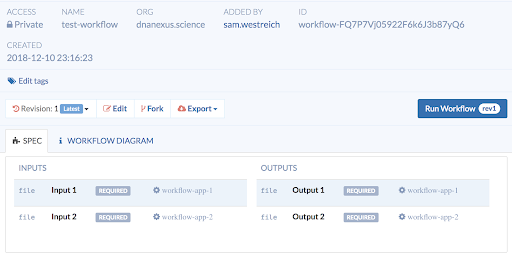 ACCESS NAME ORG ADDED BY ID
Private test-workflow dnanexus.science sam.westreich workflow-FQ7P7Vj05922F6k6J3b87yQ6
CREATED
2018-12-10 23:16:23
Edit tags
Revision: 1 Latest Edit Fork Export Run Workflow rev1
SPEC WORKFLOW DIAGRAM
INPUTS OUTPUTS
file Input 1 REQUIRED workflow-app-1 file Output 1 REQUIRED workflow-app-1
file Input 2 REQUIRED workflow-app-2 file Output 2 REQUIRED workflow-app-2